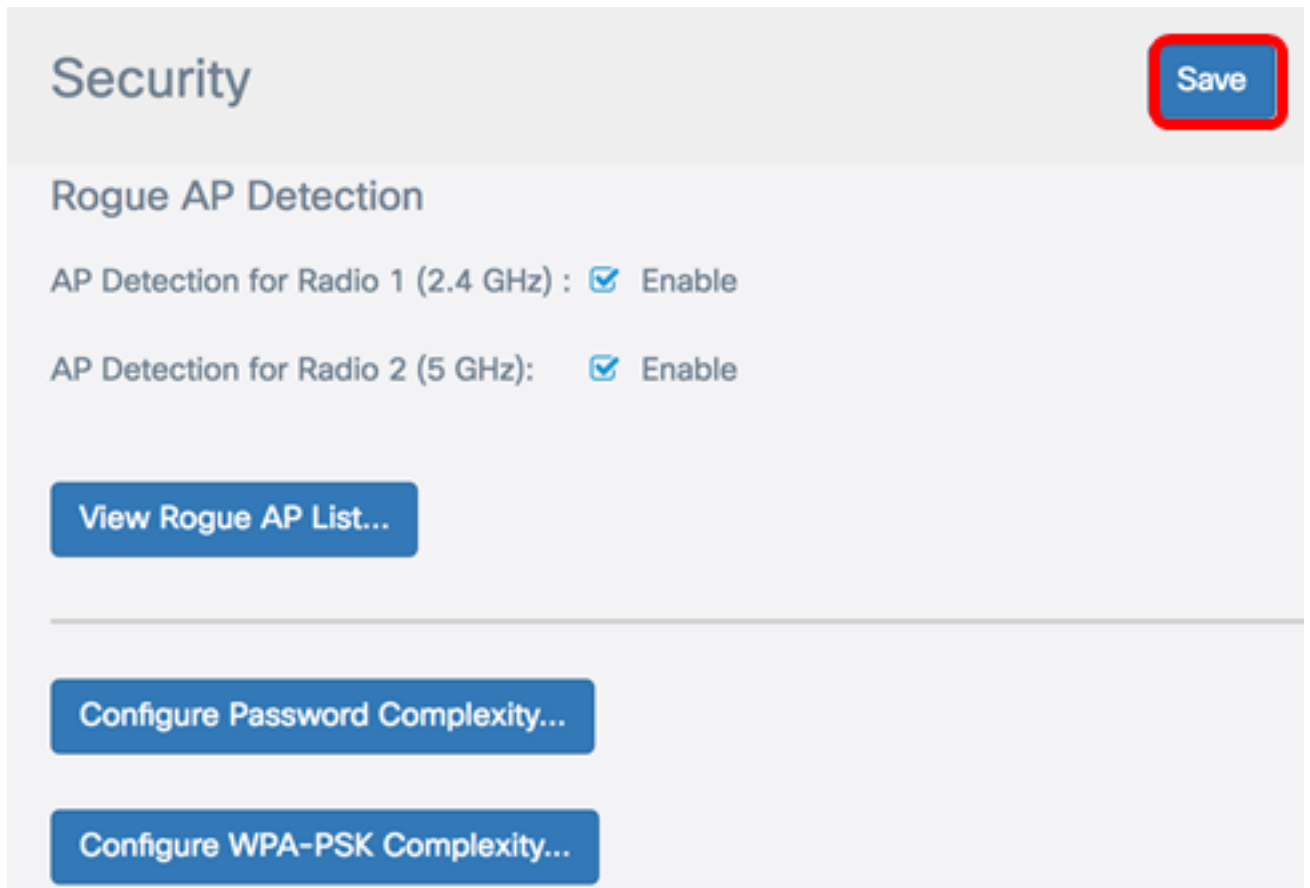 Security
Save
Rogue AP Detection
AP Detection for Radio 1 (2.4 GHz) : Enable
AP Detection for Radio 2 (5 GHz): Enable
View Rogue AP List...
Configure Password Complexity...
Configure WPA-PSK Complexity...